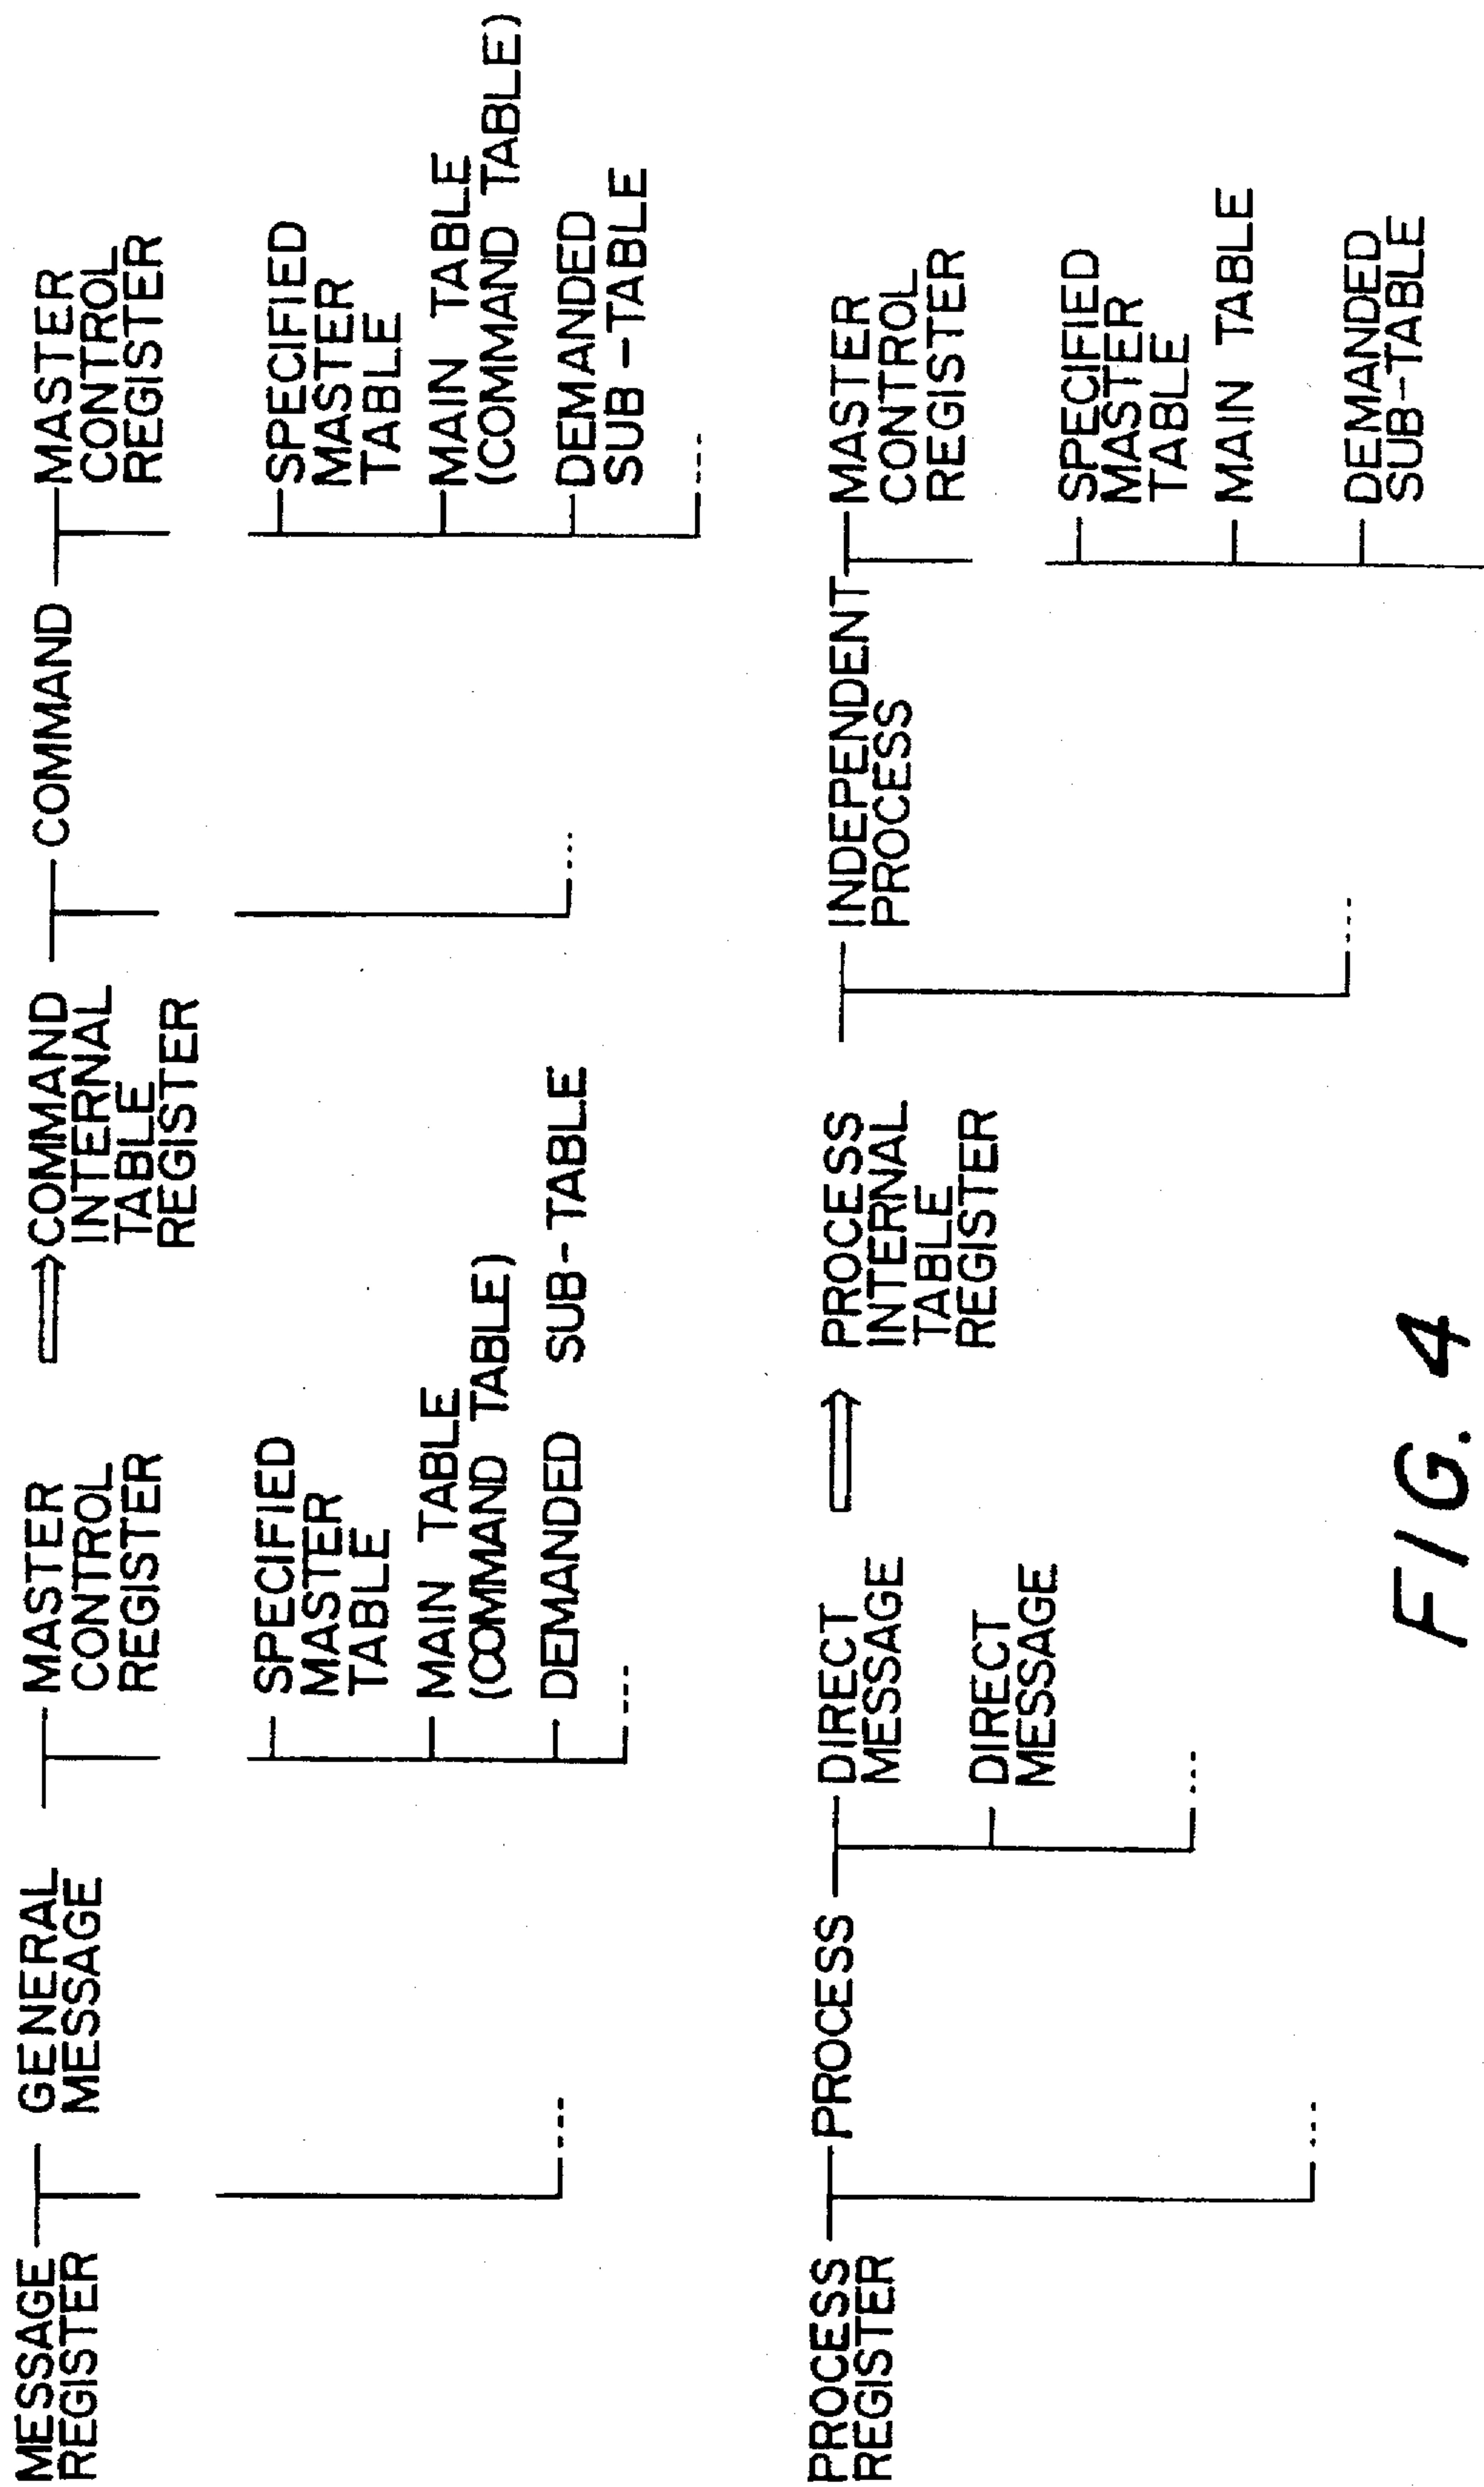 MESSAGE
REGISTER
GENERAL
MESSAGE
MASTER
CONTROL
REGISTER
SPECIFIED
MASTER
TABLE
MAIN TABLE
(COMMAND TABLE)
DEMANDED SUB-TABLE
COMMAND
INTERNAL
TABLE
REGISTER
COMMAND
MASTER
CONTROL
REGISTER
SPECIFIED
MASTER
TABLE
MAIN TABLE
(COMMAND TABLE)
DEMANDED
SUB-TABLE
PROCESS
REGISTER
PROCESS
DIRECT
MESSAGE
DIRECT
MESSAGE
PROCESS
INTERNAL
TABLE
REGISTER
INDEPENDENT
PROCESS
MASTER
CONTROL
REGISTER
SPECIFIED
MASTER
TABLE
MAIN TABLE
DEMANDED
SUB-TABLE
FIG. 4